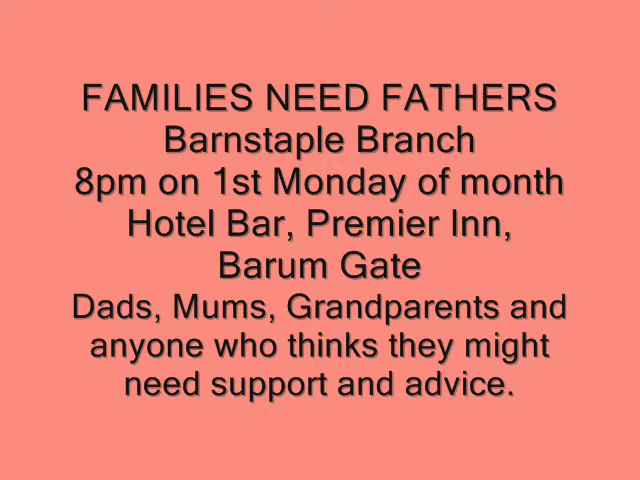 FAMILIES NEED FATHERS
Barnstaple Branch
8pm on 1st Monday of month
Hotel Bar, Premier Inn,
Barum Gate
Dads, Mums, Grandparents and
anyone who thinks they might
need support and advice.